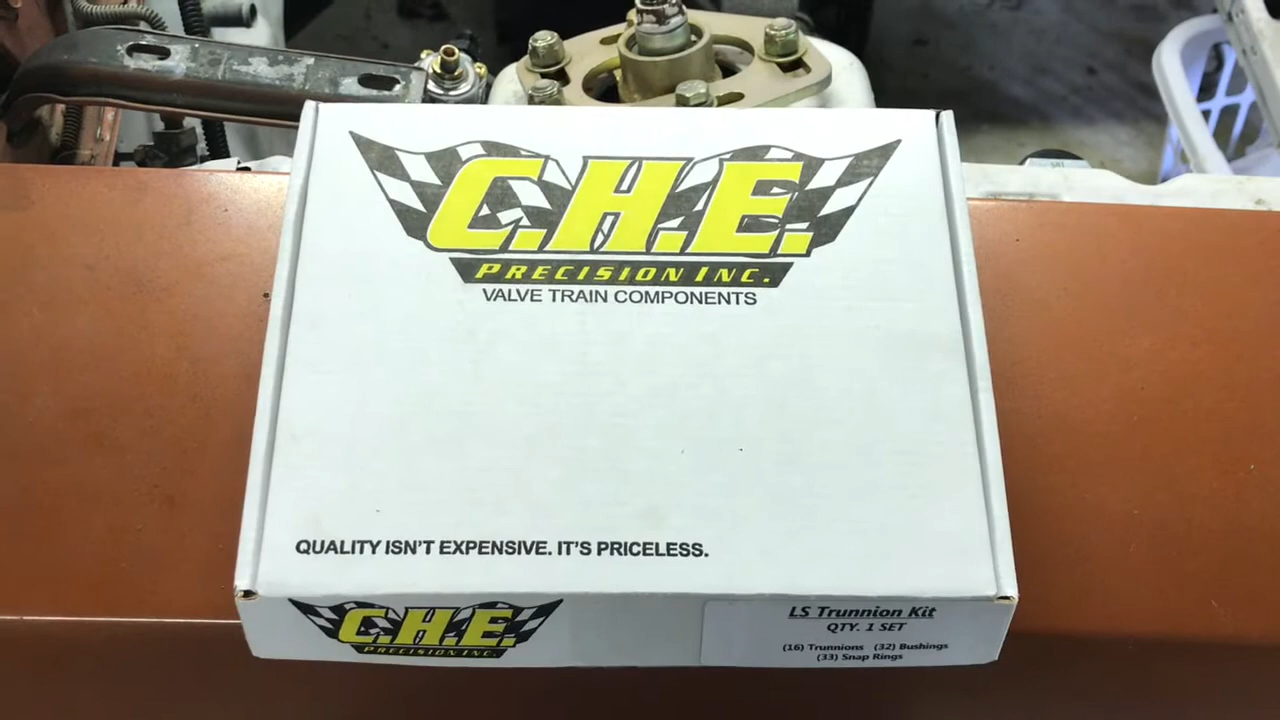 C.H.E.
PRECISION INC.
VALVE TRAIN COMPONENTS
QUALITY ISN'T EXPENSIVE. IT'S PRICELESS.
C.H.E.
PRECISION INC.
LS Trunnion Kit
QTY. 1 SET
(16) Trunnions (32) Bushings
(33) Snap Rings